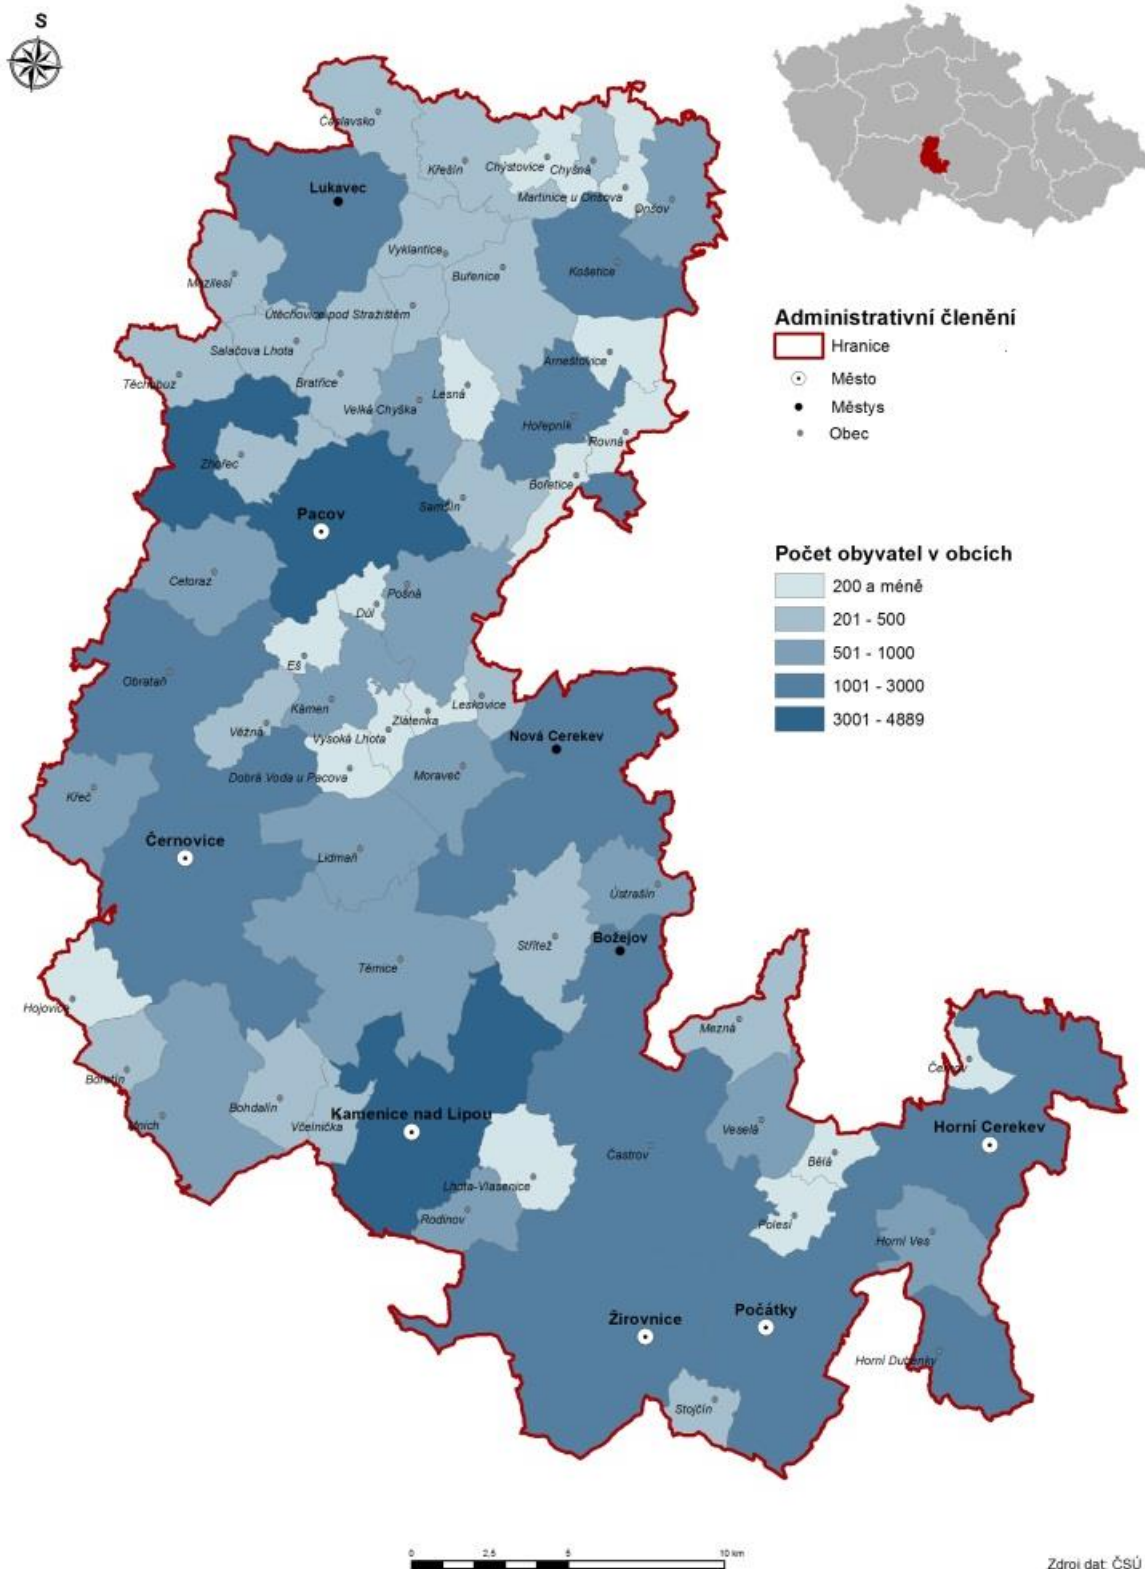 S
Čáslavsko
Křešín
Chýstovice
Chyšná
Martinice u Onšova
Onšov
Lukavec
Vyklantice
Buřenice
Košetice
Mezilesí
Útěchovice pod Stražištěm
Salačova Lhota
Arneštovice
Těchobuz
Bratřice
Lesná
Velká Chyška
Hořepník
Rovná
Zhořec
Bořetice
Samšín
Pacov
Cetoraz
Důl
Pošná
Eš
Obrataň
Kámen
Leskovice
Zlátenka
Věžná
Vysoká Lhota
Nová Cerekev
Dobrá Voda u Pacova
Moraveč
Křeč
Černovice
Lidmaň
Ústrašín
Střítež
Božejov
Těmice
Hojovice
Mezná
Čejkov
Bořetín
Bohdalín
Mnich
Včelnička
Kamenice nad Lipou
Veselá
Horní Cerekev
Častrov
Bělá
Lhota-Vlasenice
Rodinov
Polesí
Horní Ves
Žirovnice
Počátky
Horní Dubenky
Stojčín
Administrativní členění
Hranice
Město
Městys
Obec
Počet obyvatel v obcích
200 a méně
201 - 500
501 - 1000
1001 - 3000
3001 - 4889
0 2,5 5 10 km
Zdroj dat: ČSÚ